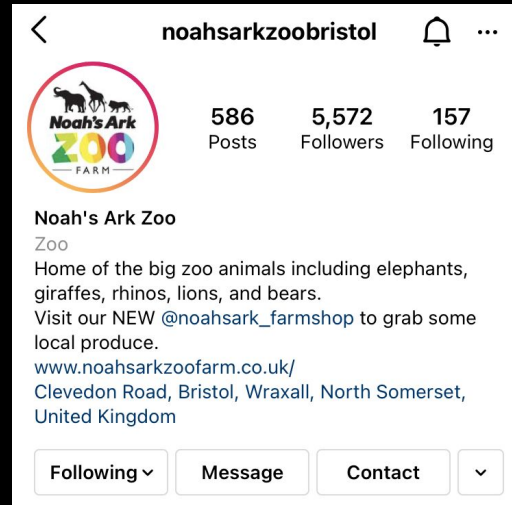 noahsarkzoobristol
Noah's Ark
ZOO
FARM
586 5,572 157
Posts Followers Following
Noah's Ark Zoo
Zoo
Home of the big zoo animals including elephants,
giraffes, rhinos, lions, and bears.
Visit our NEW @noahsark_farmshop to grab some
local produce.
www.noahsarkzoofarm.co.uk/
Clevedon Road, Bristol, Wraxall, North Somerset,
United Kingdom
Following Message Contact